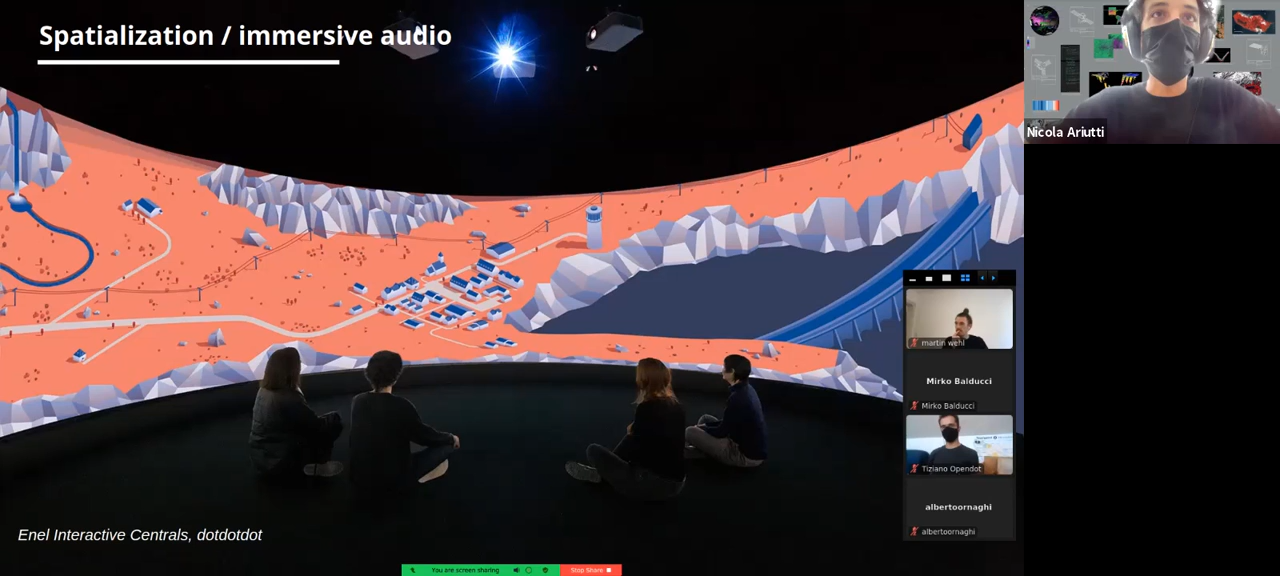 Spatialization / immersive audio
Nicola Ariutti
martin wehl
Mirko Balducci
Mirko Balducci
Tiziano Opendot
albertoornaghi
albertoornaghi
Enel Interactive Centrals, dotdotdot
You are screen sharing
Stop Share